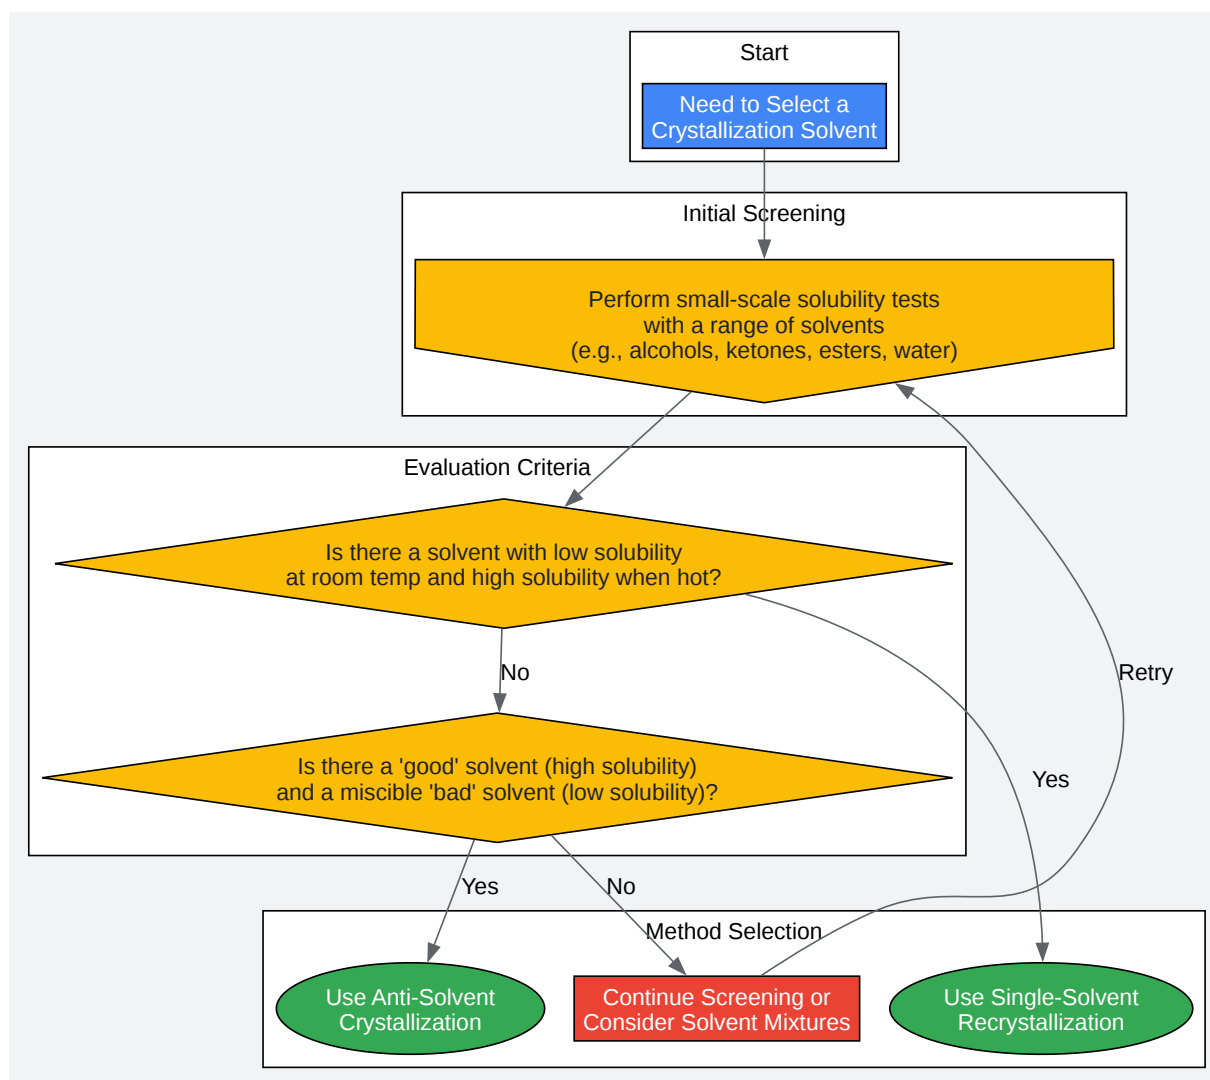 Start
Need to Select a
Crystallization Solvent
Initial Screening
Perform small-scale solubility tests
with a range of solvents
(e.g., alcohols, ketones, esters, water)
Evaluation Criteria
Is there a solvent with low solubility
at room temp and high solubility when hot?
No
Retry
Is there a 'good' solvent (high solubility)
and a miscible 'bad' solvent (low solubility)?
Yes
Yes
No
Method Selection
Use Anti-Solvent
Crystallization
Continue Screening or
Consider Solvent Mixtures
Use Single-Solvent
Recrystallization